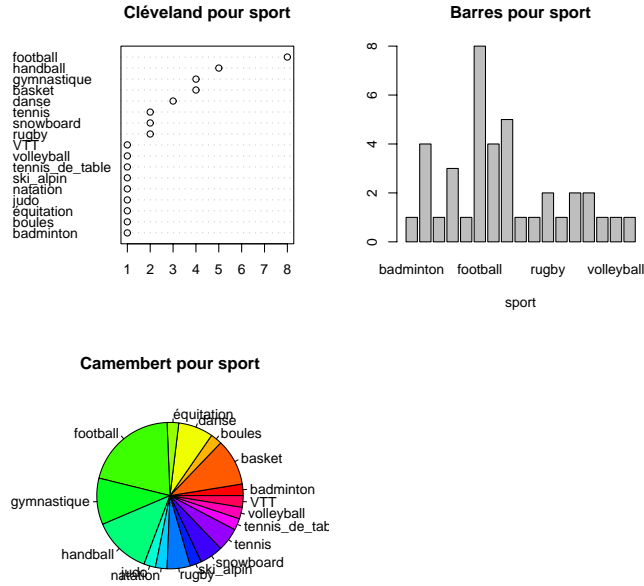 Cléveland pour sport
football
handball
gymnastique
basket
danse
tennis
snowboard
rugby
VTT
volleyball
tennis_de_table
ski_alpin
natation
judo
équitation
boules
badminton
1 2 3 4 5 6 7 8
Barres pour sport
8
6
4
2
0
badminton football rugby volleyball
sport
Camembert pour sport
équitation
danse
boules
football
basket
badminton
gymnastique
VTT
volleyball
tennis_de_tab
tennis
handball
snowboard
judo
ski_alpin
natation
rugby